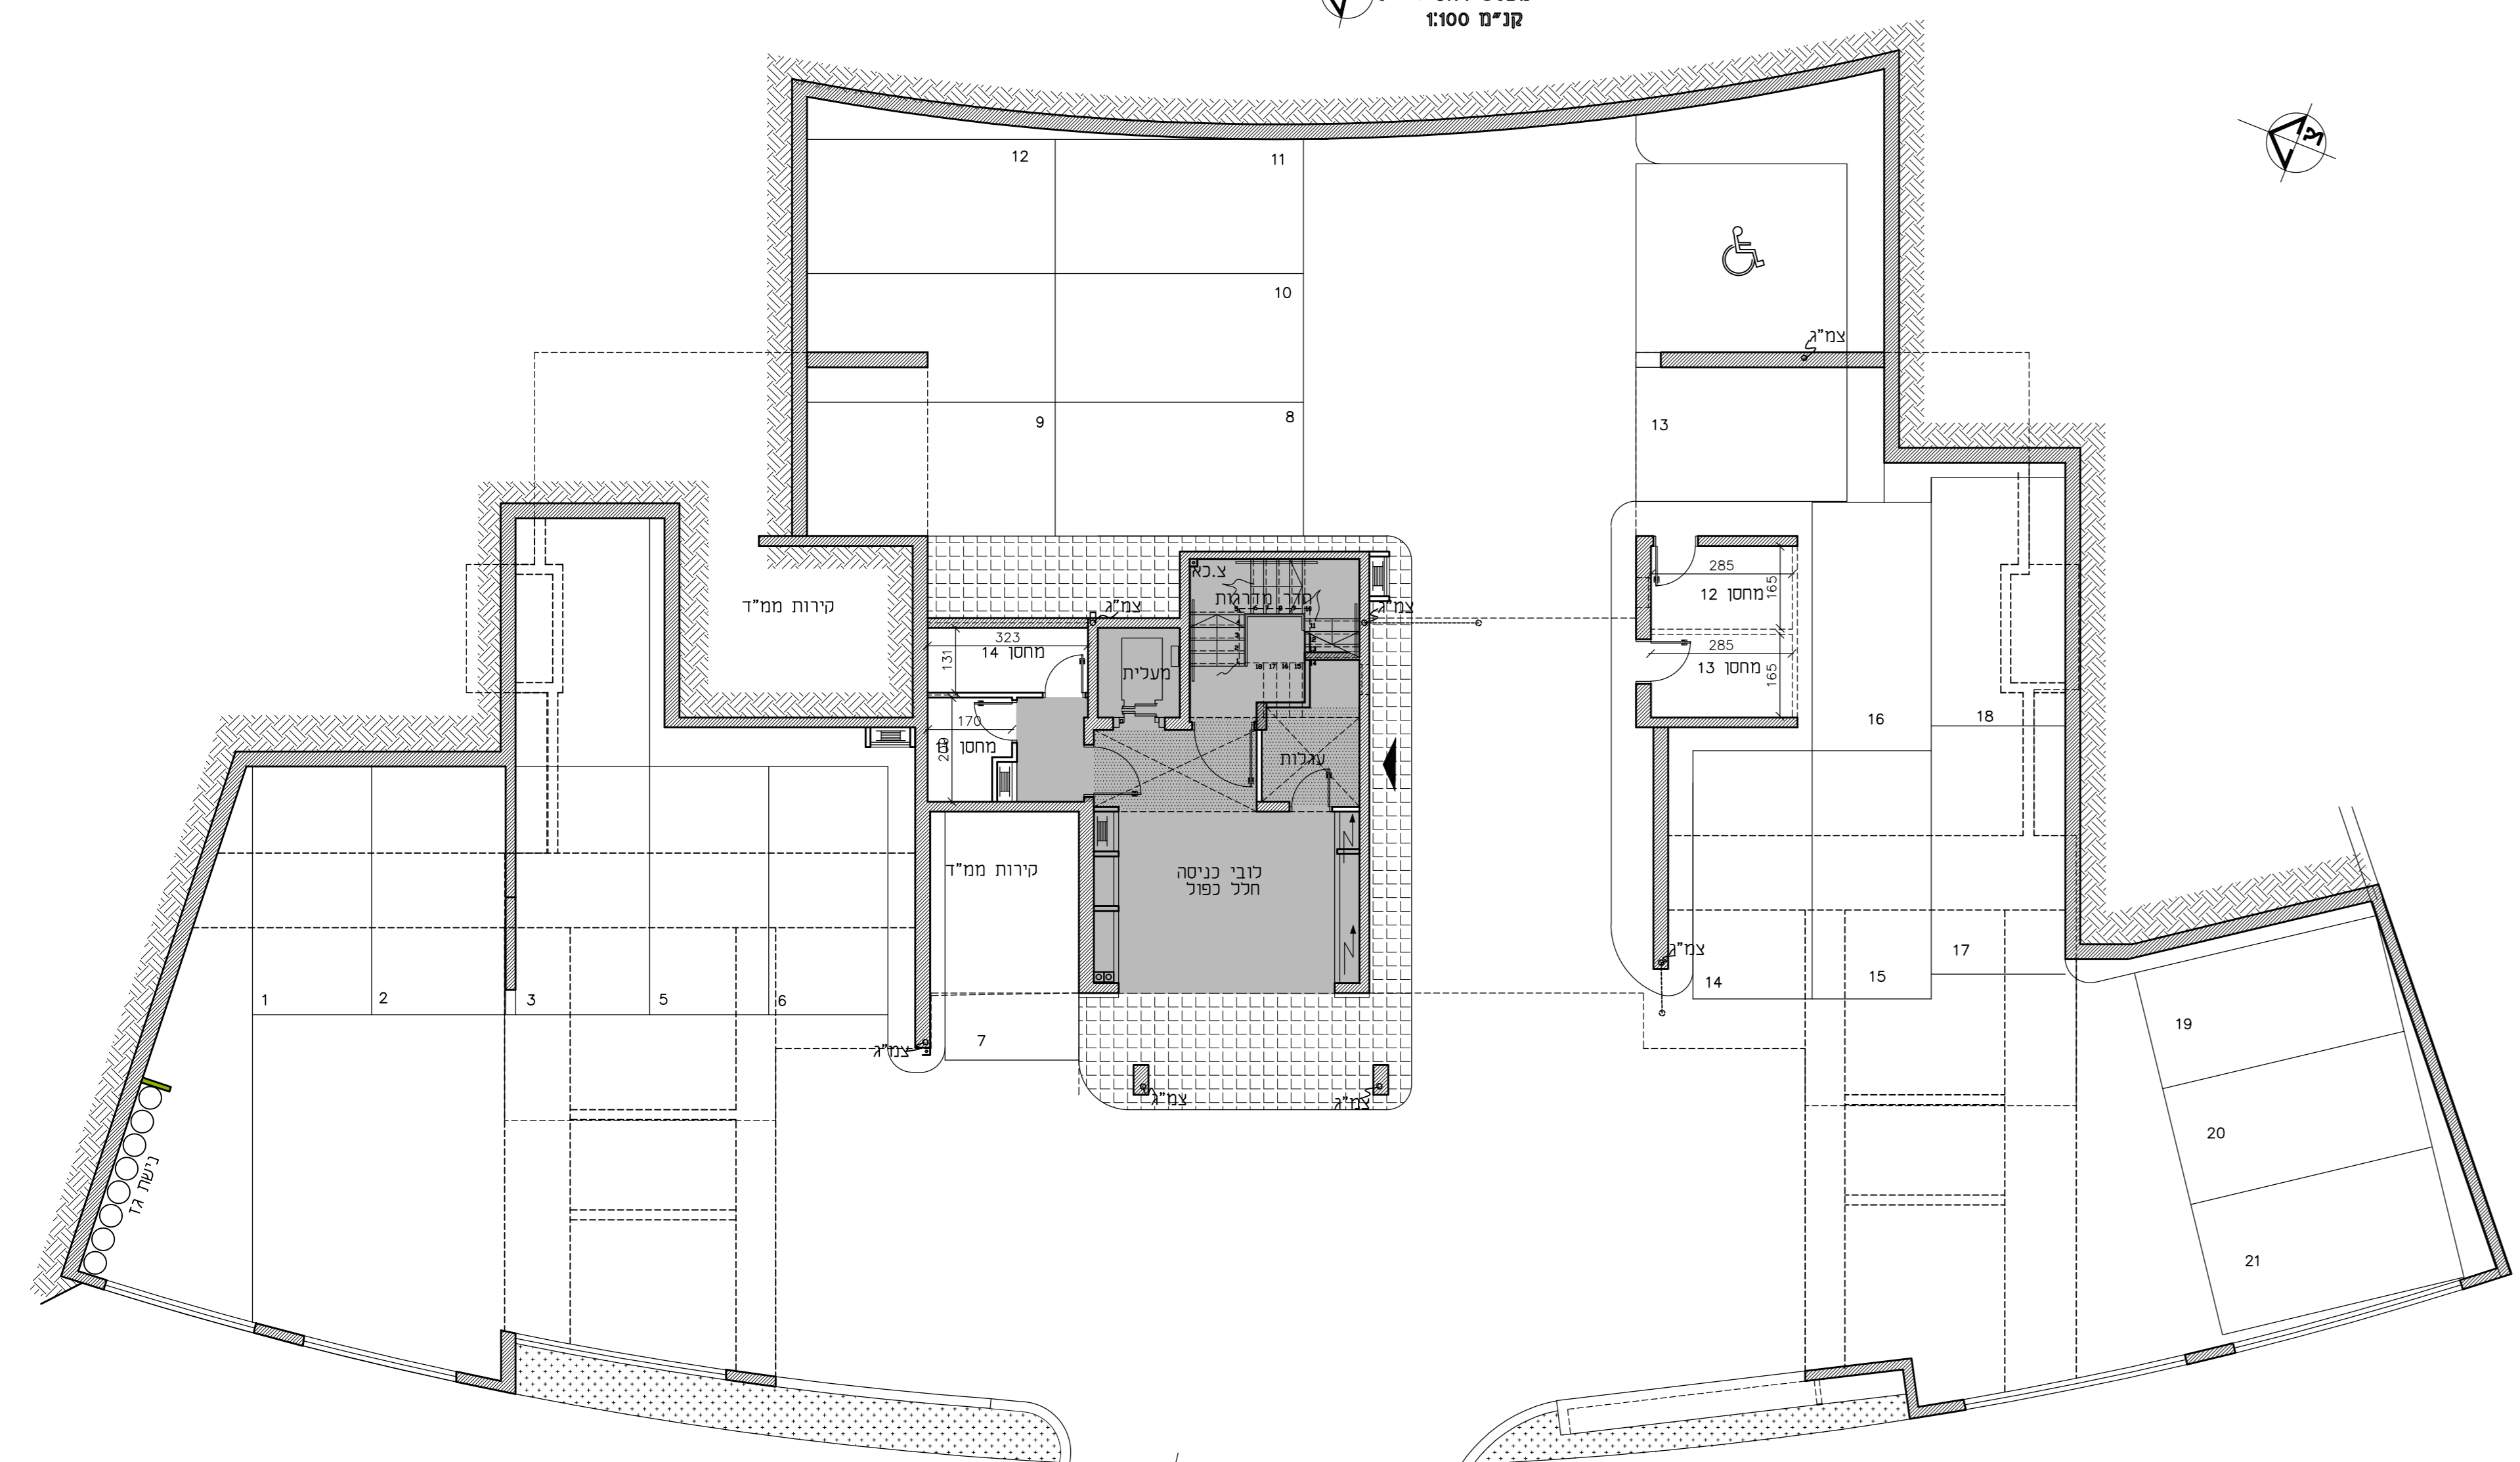 קנ״מ 1:100
צ
12
11
10
9
8
13
צמ"ג
צ.כא
חדר מדרגות
צמ"ג
צמ"ג
קירות ממ"ד
323
131
מחסן 14
מעלית
170
מחסן
עגלות
285
165
מחסן 12
285
165
מחסן 13
16
18
קירות ממ"ד
לובי כניסה
חלל כפול
צמ"ג
17
14
15
1
2
3
5
6
7
צמ"ג
צמ"ג
צמ"ג
19
20
21
נישת גז